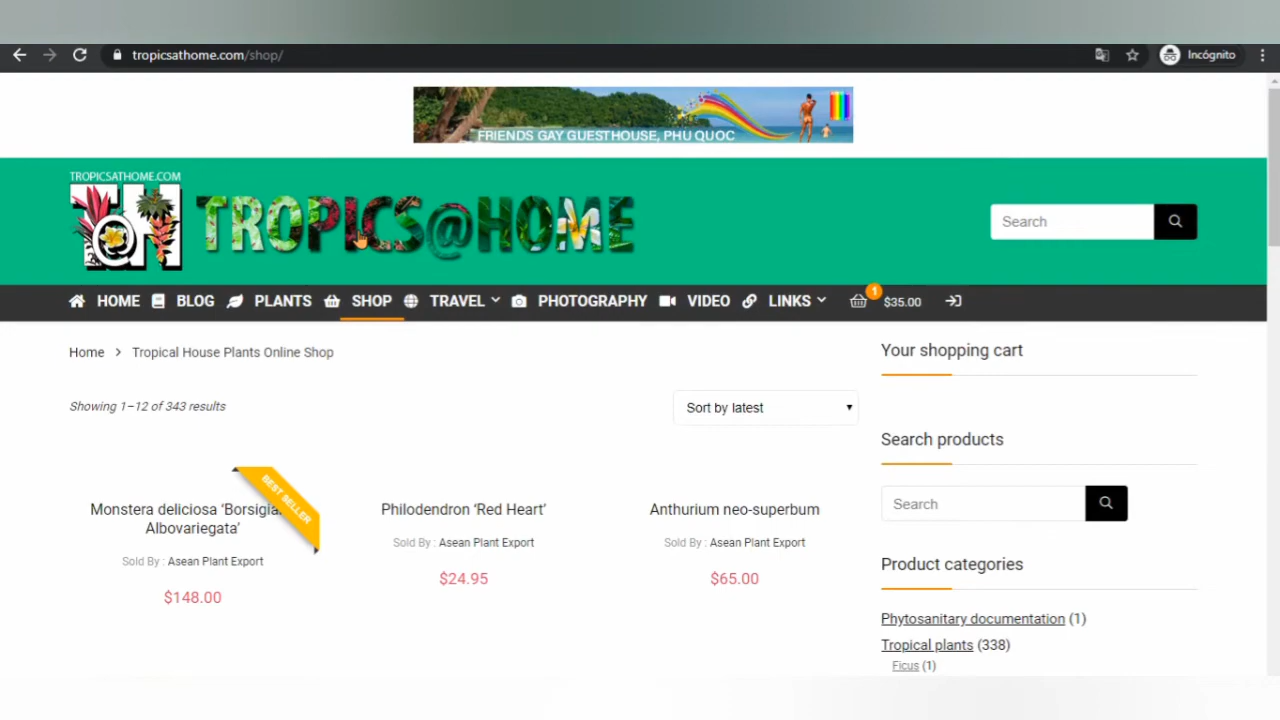 tropicsathome.com/shop/
Incógnito
FRIENDS GAY GUESTHOUSE, PHU QUOC
TROPICSATHOME.COM
TROPICS@HOME
Search
HOME BLOG PLANTS SHOP TRAVEL PHOTOGRAPHY VIDEO LINKS 1 $35.00
Home > Tropical House Plants Online Shop
Showing 1–12 of 343 results
Sort by latest
BEST SELLER
Monstera deliciosa ‘Borsigia
Albovariegata’
Sold By : Asean Plant Export
$148.00
Philodendron ‘Red Heart’
Sold By : Asean Plant Export
$24.95
Anthurium neo-superbum
Sold By : Asean Plant Export
$65.00
Your shopping cart
Search products
Search
Product categories
Phytosanitary documentation (1)
Tropical plants (338)
Ficus (1)